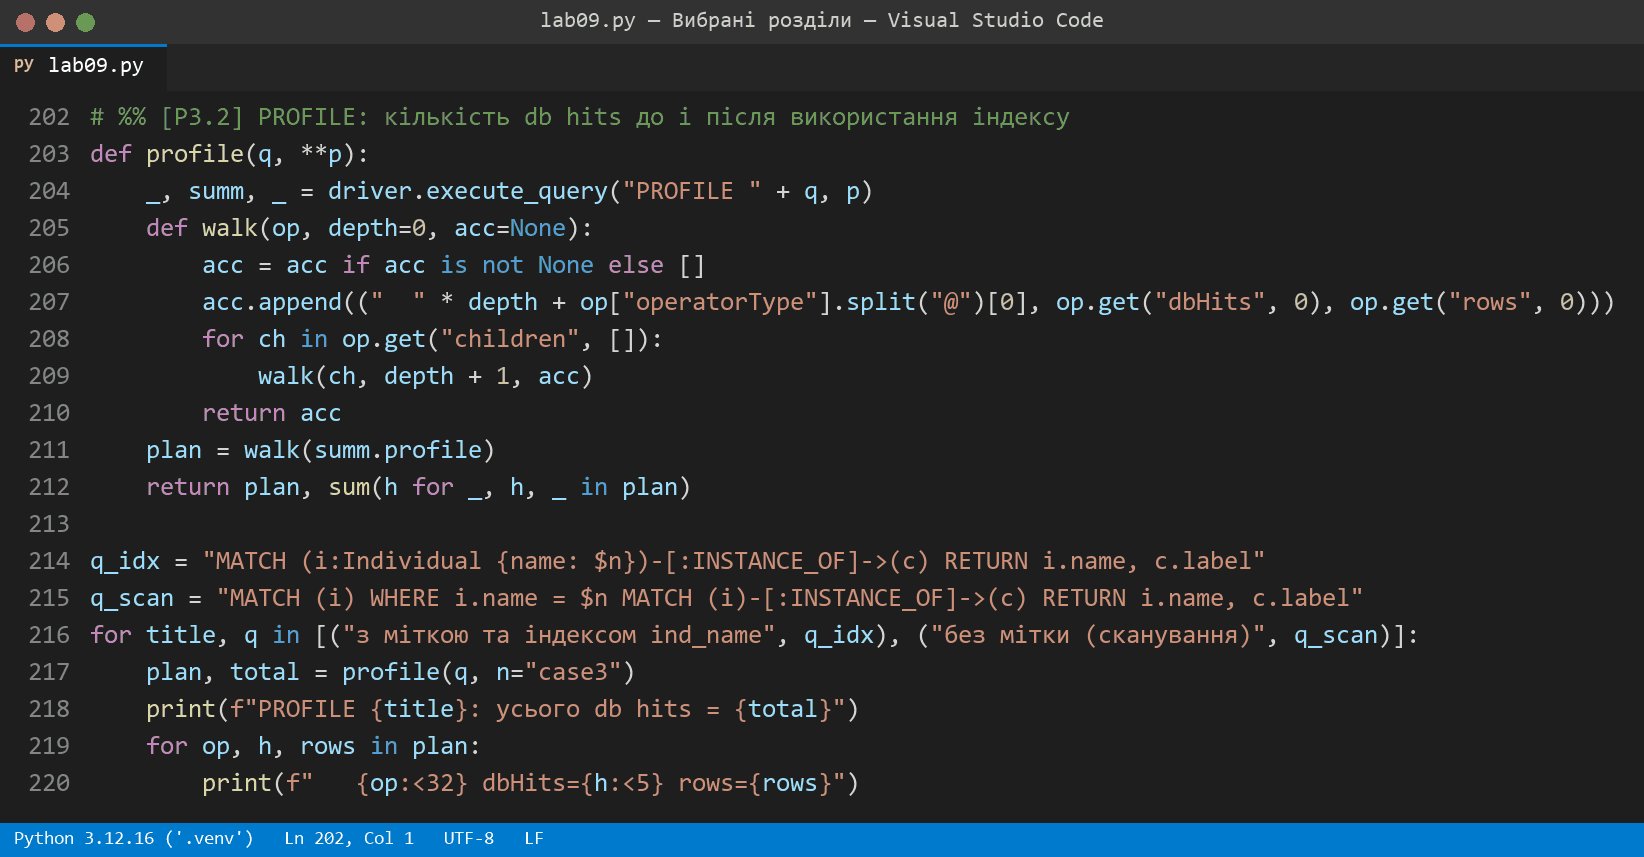 lab09.py — Вибрані розділи — Visual Studio Code
py lab09.py
202 # %% [P3.2] PROFILE: кількість db hits до і після використання індексу
203 def profile(q, **p):
204     _, summ, _ = driver.execute_query("PROFILE " + q, p)
205     def walk(op, depth=0, acc=None):
206         acc = acc if acc is not None else []
207         acc.append(("  " * depth + op["operatorType"].split("@")[0], op.get("dbHits", 0), op.get("rows", 0)))
208         for ch in op.get("children", []):
209             walk(ch, depth + 1, acc)
210         return acc
211     plan = walk(summ.profile)
212     return plan, sum(h for _, h, _ in plan)
213
214 q_idx = "MATCH (i:Individual {name: $n})-[:INSTANCE_OF]->(c) RETURN i.name, c.label"
215 q_scan = "MATCH (i) WHERE i.name = $n MATCH (i)-[:INSTANCE_OF]->(c) RETURN i.name, c.label"
216 for title, q in [("з міткою та індексом ind_name", q_idx), ("без мітки (сканування)", q_scan)]:
217     plan, total = profile(q, n="case3")
218     print(f"PROFILE {title}: усього db hits = {total}")
219     for op, h, rows in plan:
220         print(f"   {op:<32} dbHits={h:<5} rows={rows}")
Python 3.12.16 ('.venv')   Ln 202, Col 1   UTF-8   LF